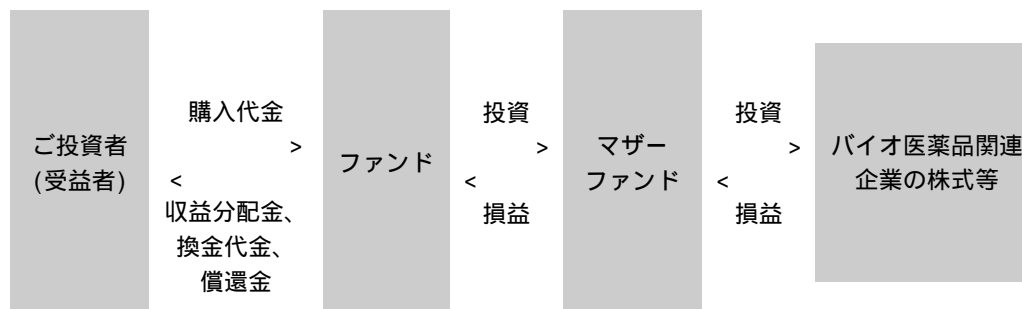 ご投資者
(受益者)
購入代金
>
<
収益分配金、
換金代金、
償還金
ファンド
投資
>
<
損益
マザー
ファンド
投資
>
<
損益
バイオ医薬品関連
企業の株式等